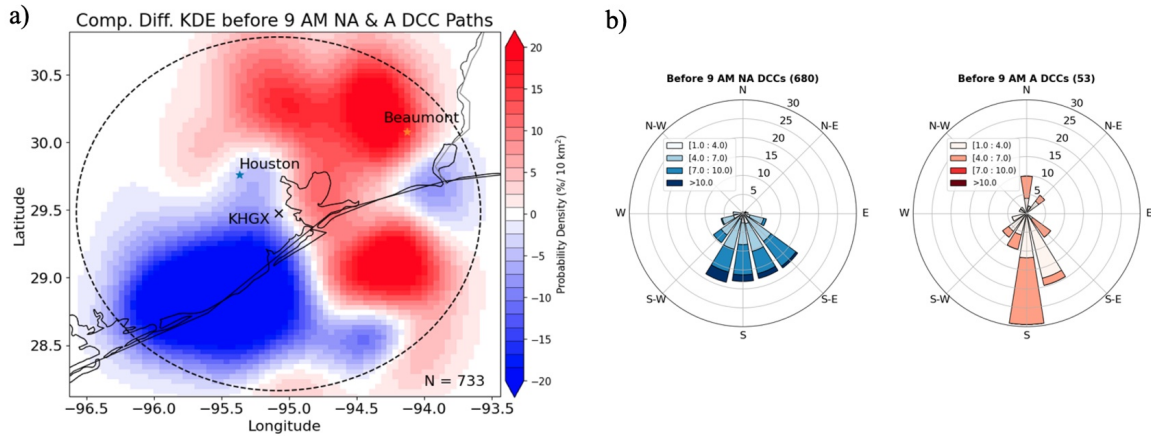 a)
Comp. Diff. KDE before 9 AM NA & A DCC Paths
30.5
30.0
29.5
29.0
28.5
Latitude
Beaumont
Houston
KHGX
N = 733
−96.5 −96.0 −95.5 −95.0 −94.5 −94.0 −93.5
Longitude
20
15
10
5
0
−5
−10
−15
−20
Probability Density (%/ 10 km²)
b)
Before 9 AM NA DCCs (680)
N
N-W
N-E
W
E
S-W
S-E
S
5
10
15
20
25
30
[1.0 : 4.0)
[4.0 : 7.0)
[7.0 : 10.0)
>10.0
Before 9 AM A DCCs (53)
N
N-W
N-E
W
E
S-W
S-E
S
5
10
15
20
25
30
[1.0 : 4.0)
[4.0 : 7.0)
[7.0 : 10.0)
>10.0